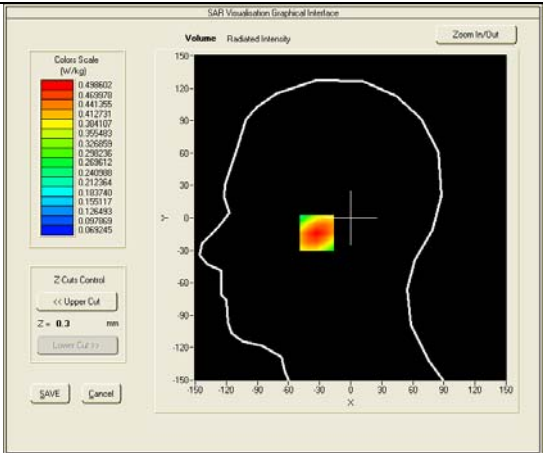 SAR Visualisation Graphical Interface
Volume Radiated Intensity
Zoom In/Out
Colors Scale
(W/kg)
0.498602
0.469978
0.441355
0.412731
0.384107
0.355483
0.326859
0.298236
0.269612
0.240988
0.212364
0.183740
0.155117
0.126493
0.097869
0.069245
Z-Cuts Control
<< Upper Cut
Z = 0.3 mm
Lower Cut >>
SAVE Cancel
150
120
90
60
30
0
-30
-60
-90
-120
-150
Y
-150 -120 -90 -60 -30 0 30 60 90 120 150
X